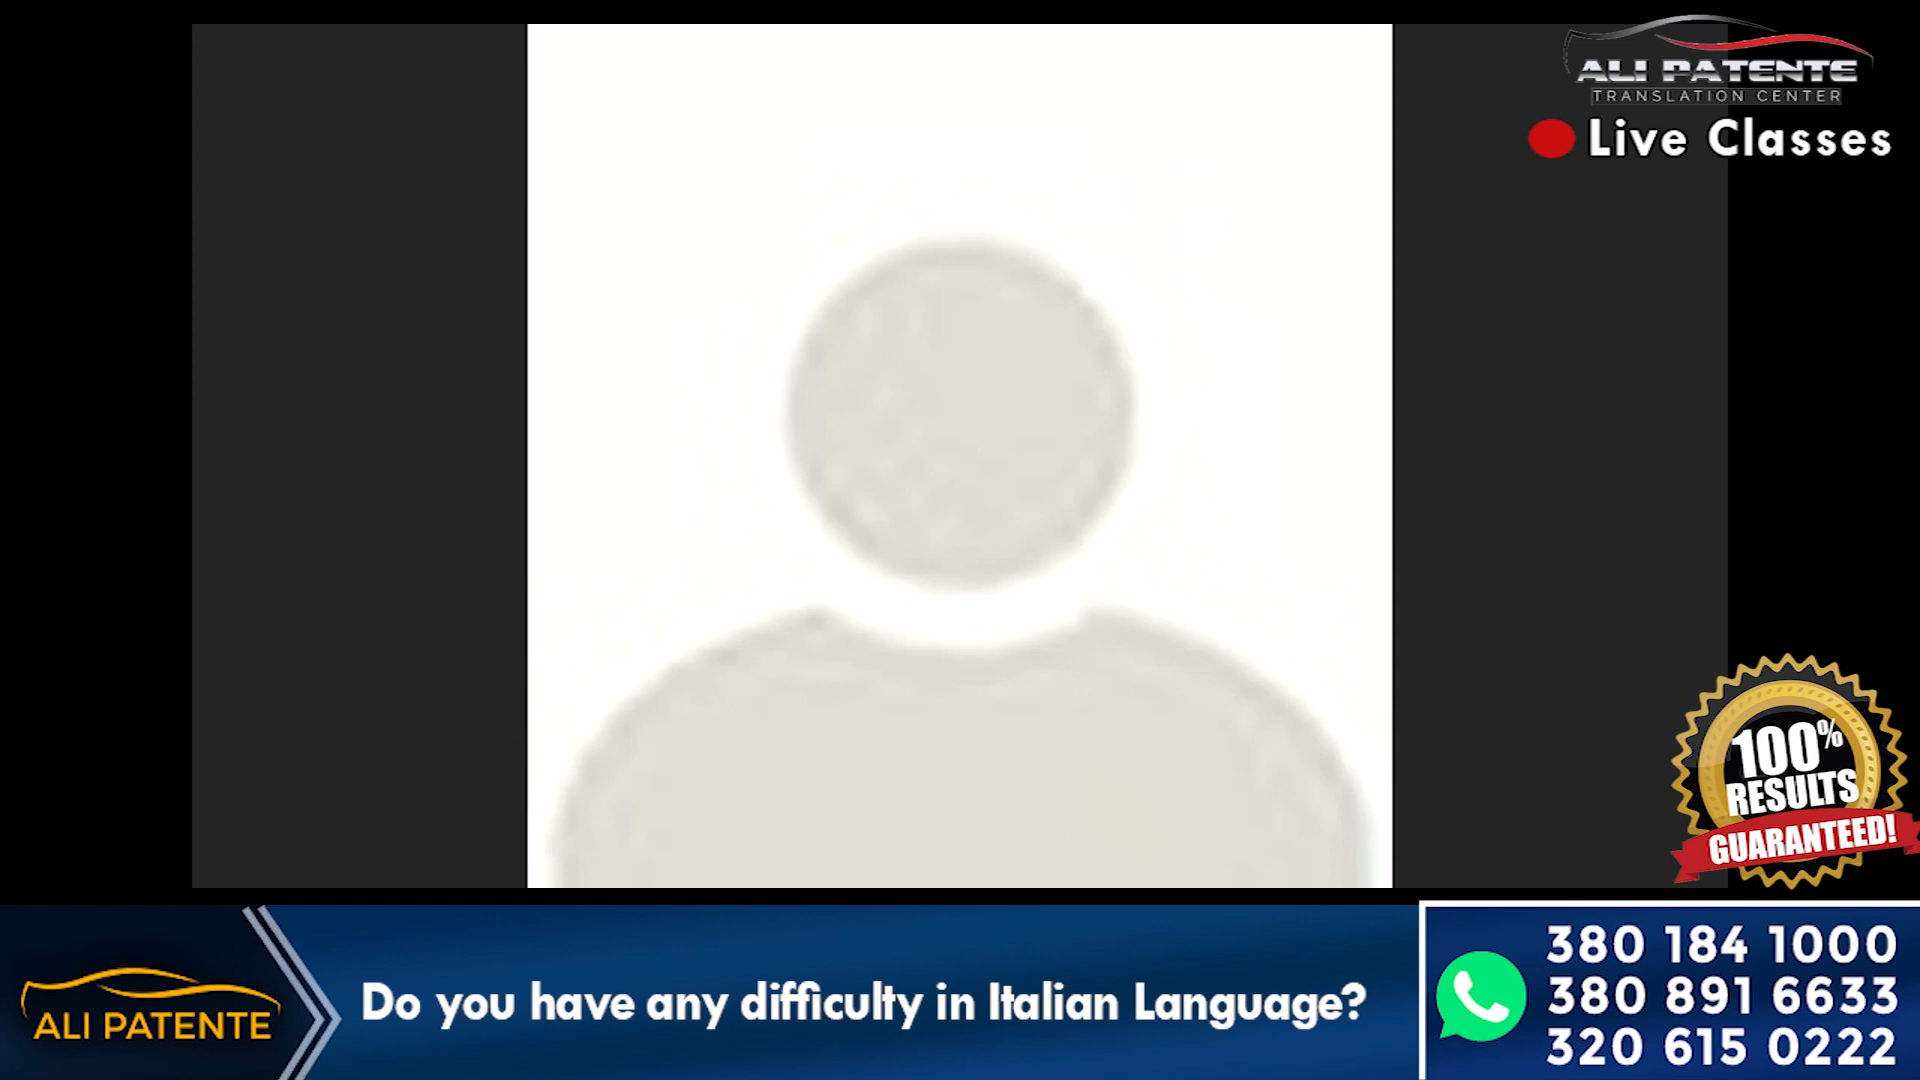 ALI PATENTE
TRANSLATION CENTER
Live Classes
100%
RESULTS
GUARANTEED!
ALI PATENTE
Do you have any difficulty in Italian Language?
380 184 1000
380 891 6633
320 615 0222